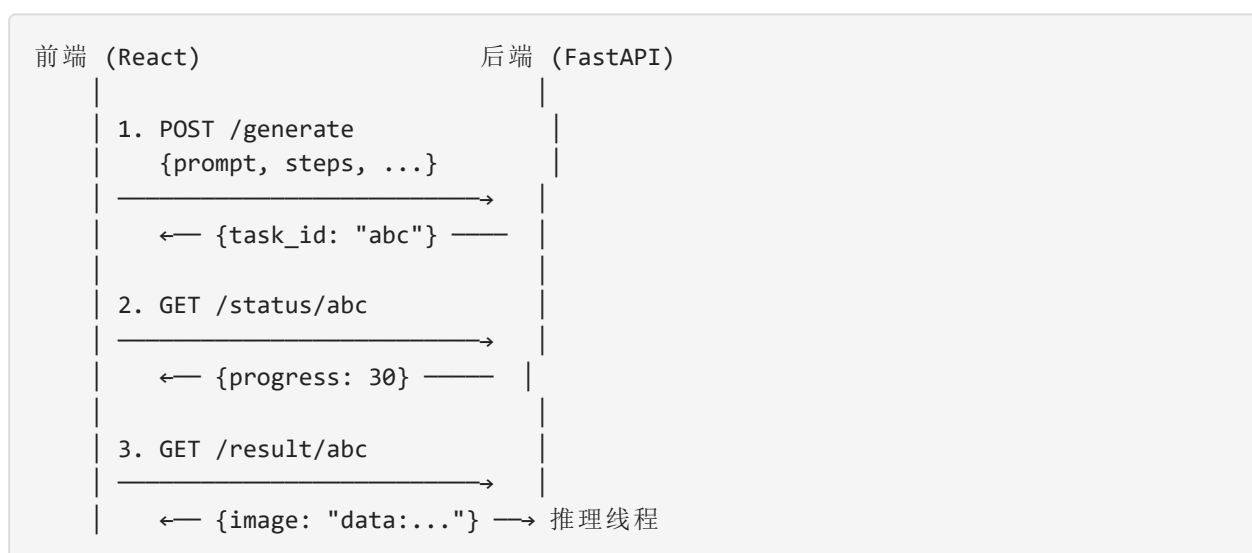 前端 (React) 后端 (FastAPI)
1. POST /generate
{prompt, steps, ...}
→
← {task_id: "abc"}
2. GET /status/abc
→
← {progress: 30}
3. GET /result/abc
→
← {image: "data:..."} → 推理线程